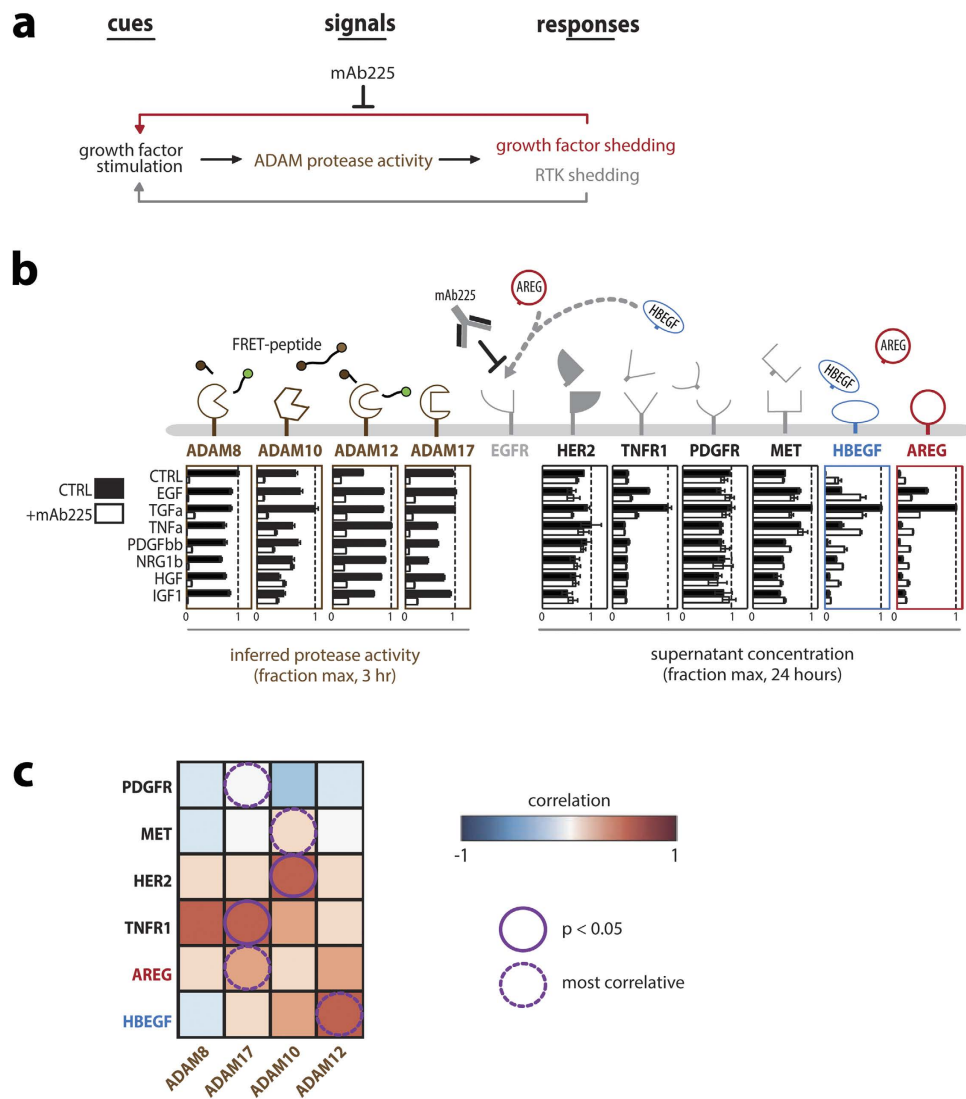 a
cues signals responses
mAb225
growth factor
stimulation
ADAM protease activity
growth factor shedding
RTK shedding
b
mAb225
AREG
HBEGF
FRET-peptide
AREG
HBEGF
ADAM8 ADAM10 ADAM12 ADAM17 EGFR HER2 TNFR1 PDGFR MET HBEGF AREG
CTRL
+mAb225
CTRL
EGF
TGFa
TNFa
PDGFbb
NRG1b
HGF
IGF1
0 1 0 1 0 1 0 1 0 1 0 1 0 1 0 1 0 1 0 1
inferred protease activity
(fraction max, 3 hr)
supernatant concentration
(fraction max, 24 hours)
c
PDGFR
MET
HER2
TNFR1
AREG
HBEGF
ADAM8 ADAM17 ADAM10 ADAM12
correlation
-1 1
p < 0.05
most correlative